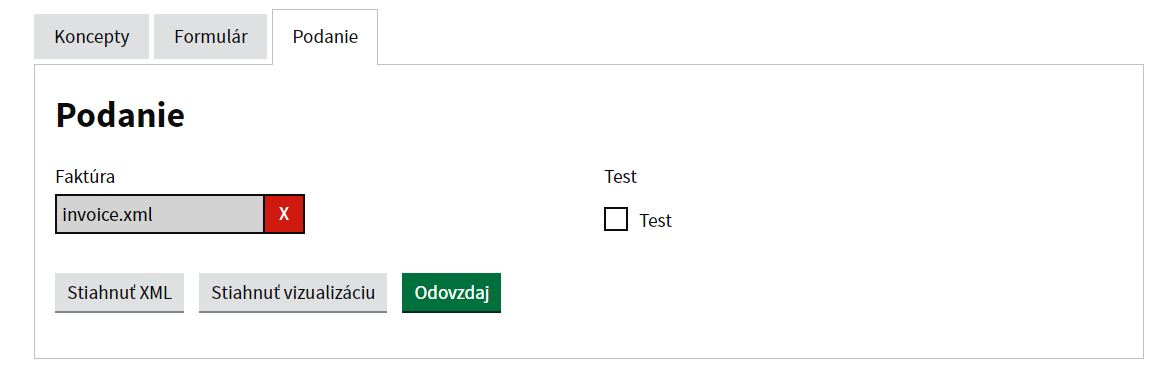 Koncepty Formulár Podanie
Podanie
Faktúra Test
invoice.xml X Test
Stiahnuť XML Stiahnuť vizualizáciu Odovzdaj